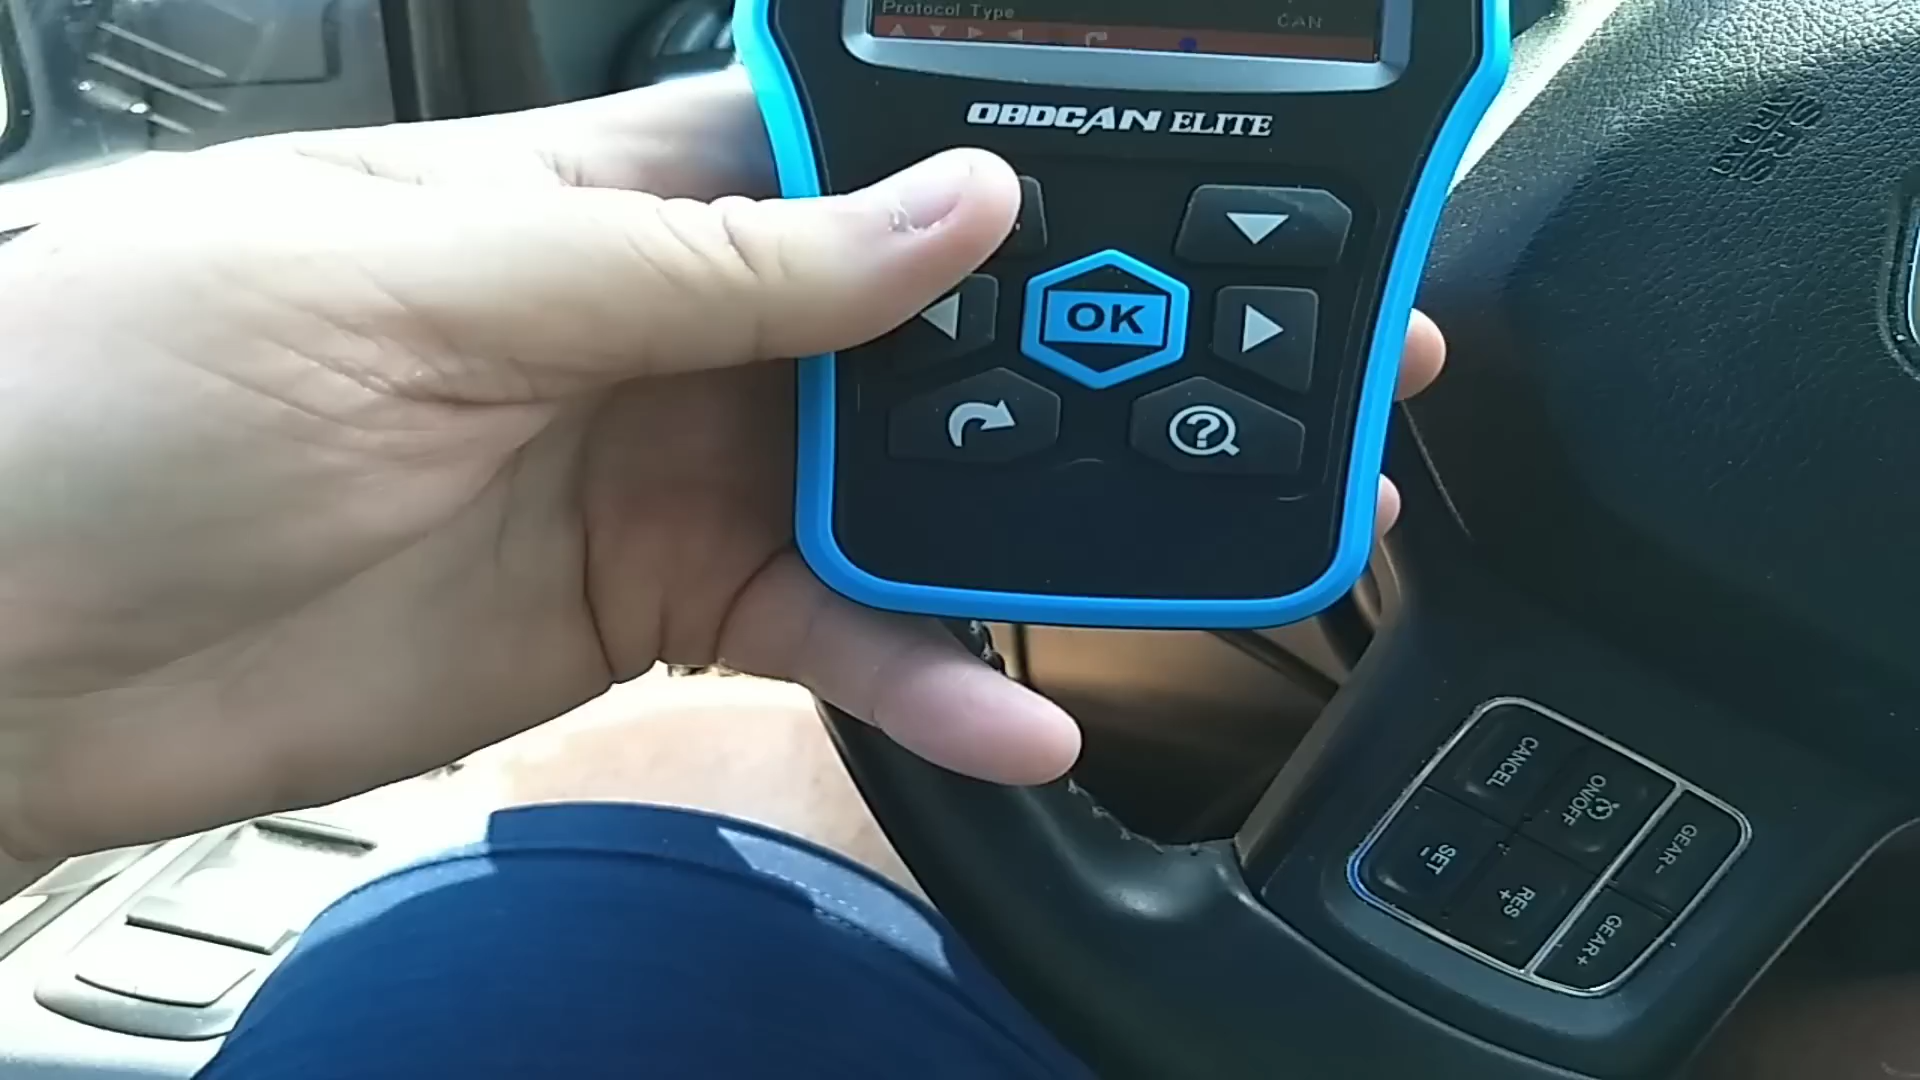 Protocol Type CAN
OBDCAN ELITE
OK
SRS
CANCEL
ON/OFF
GEAR-
SET
-
RES
+
GEAR+